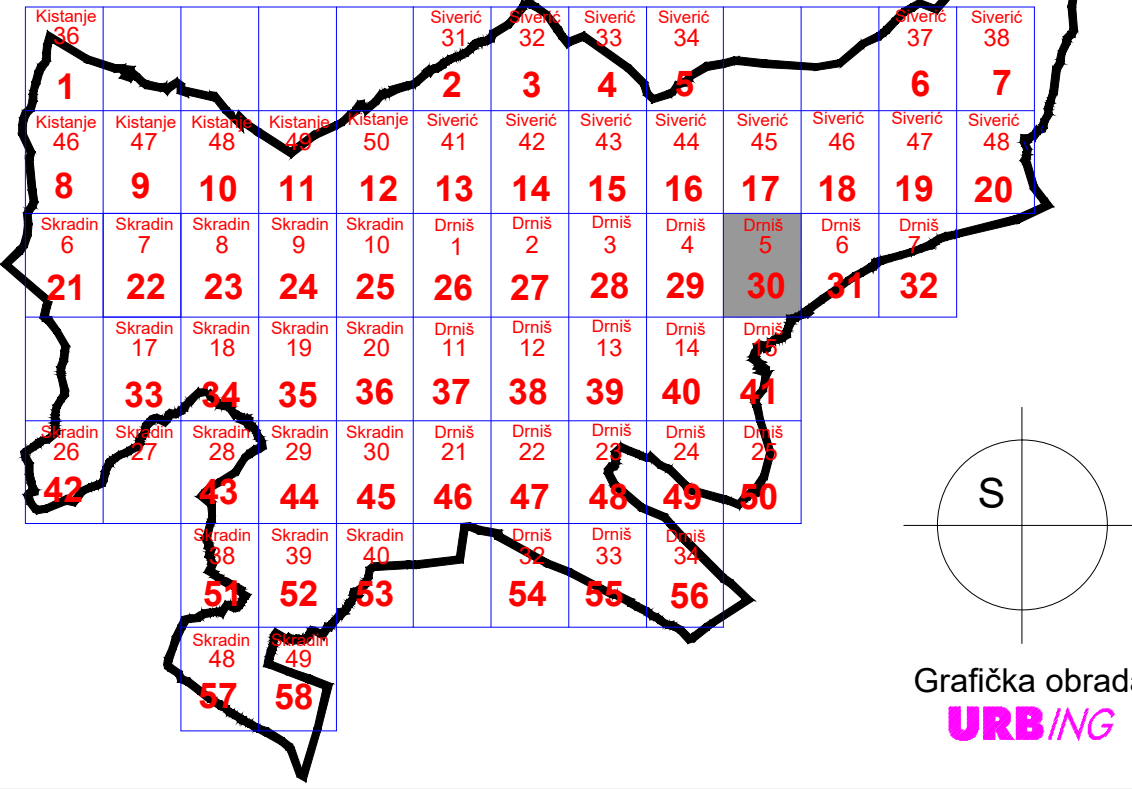 Kistanje Siverić Siverić Siverić Siverić Siverić Siverić
36 31 32 33 34 37 38
1 2 3 4 5 6 7
Kistanje Kistanje Kistanje Kistanje Kistanje Siverić Siverić Siverić Siverić Siverić Siverić Siverić Siverić
46 47 48 49 50 41 42 43 44 45 46 47 48
8 9 10 11 12 13 14 15 16 17 18 19 20
Skradin Skradin Skradin Skradin Skradin Drniš Drniš Drniš Drniš Drniš Drniš Drniš
6 7 8 9 10 1 2 3 4 5 6 7
21 22 23 24 25 26 27 28 29 30 31 32
Skradin Skradin Skradin Skradin Drniš Drniš Drniš Drniš Drniš
17 18 19 20 11 12 13 14 15
33 34 35 36 37 38 39 40 41
Skradin Skradin Skradin Skradin Skradin Drniš Drniš Drniš Drniš Drniš
26 27 28 29 30 21 22 23 24 25
42 43 44 45 46 47 48 49 50
Skradin Skradin Skradin Drniš Drniš Drniš
38 39 40 32 33 34
51 52 53 54 55 56
Skradin Skradin
48 49
57 58
S
Grafička obrada
URBING